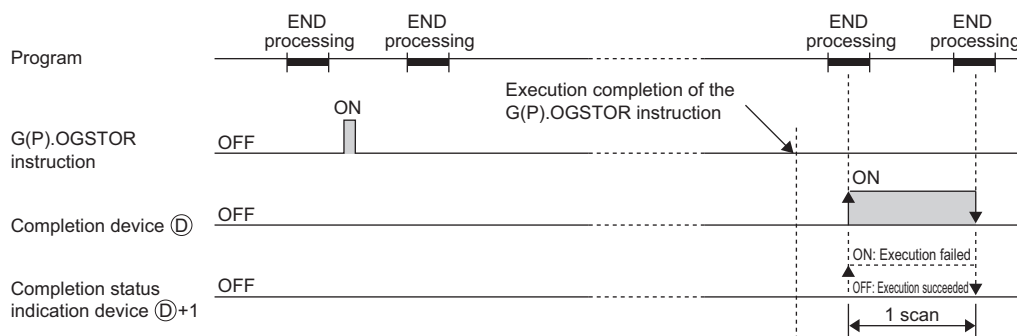 END
processing
END
processing
END
processing
END
processing
Program
Execution completion of the
G(P).OGSTOR instruction
ON
G(P).OGSTOR
instruction
OFF
ON
Completion device Ⓓ
OFF
ON: Execution failed
Completion status
indication device Ⓓ+1
OFF
OFF: Execution succeeded
1 scan